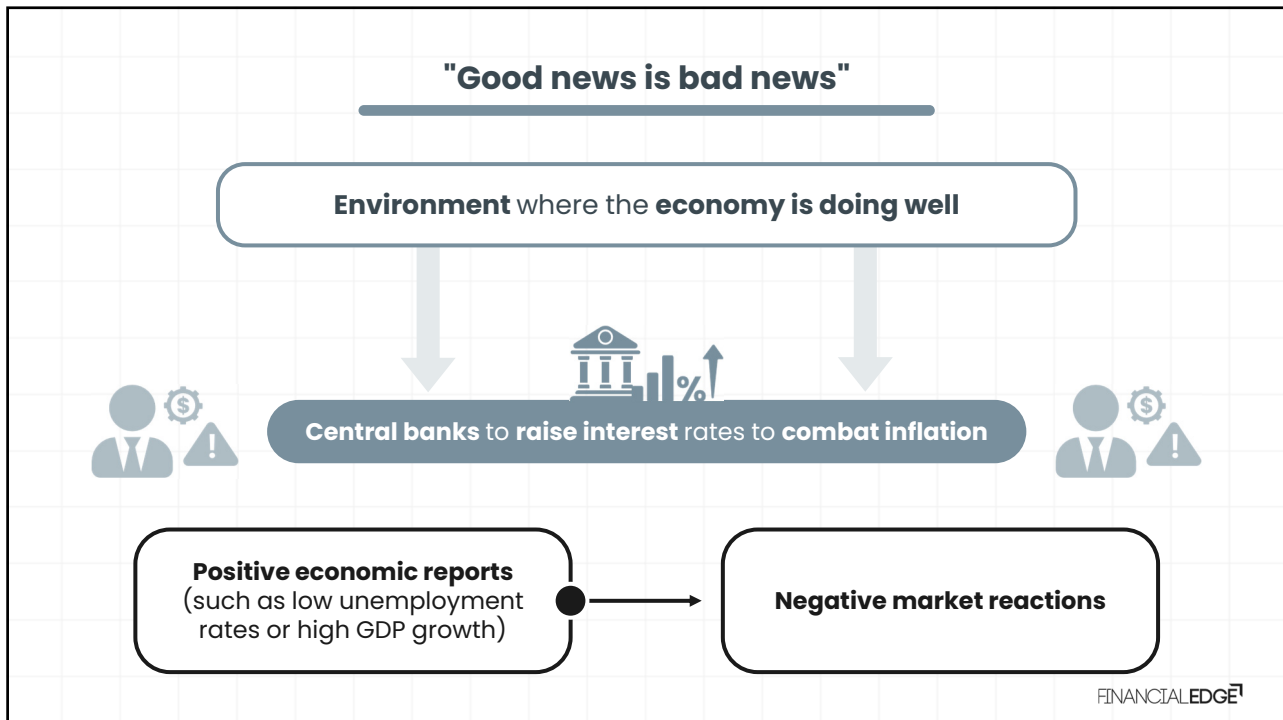 "Good news is bad news"
Environment where the economy is doing well
%
$
!
Central banks to raise interest rates to combat inflation
$
!
Positive economic reports
(such as low unemployment
rates or high GDP growth)
Negative market reactions
FINANCIALEDGE